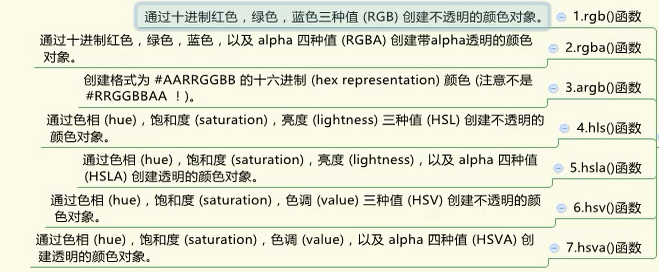 通过十进制红色，绿色，蓝色三种值 (RGB) 创建不透明的颜色对象。
1.rgb()函数
通过十进制红色，绿色，蓝色，以及 alpha 四种值 (RGBA) 创建带alpha透明的颜色
对象。
2.rgba()函数
创建格式为 #AARRGGBB 的十六进制 (hex representation) 颜色 (注意不是
#RRGGBBAA ！)。
3.argb()函数
通过色相 (hue)，饱和度 (saturation)，亮度 (lightness) 三种值 (HSL) 创建不透明的
颜色对象。
4.hls()函数
通过色相 (hue)，饱和度 (saturation)，亮度 (lightness)，以及 alpha 四种值
(HSLA) 创建透明的颜色对象。
5.hsla()函数
通过色相 (hue)，饱和度 (saturation)，色调 (value) 三种值 (HSV) 创建不透明的颜
色对象。
6.hsv()函数
通过色相 (hue)，饱和度 (saturation)，色调 (value)，以及 alpha 四种值 (HSVA) 创
建透明的颜色对象。
7.hsva()函数